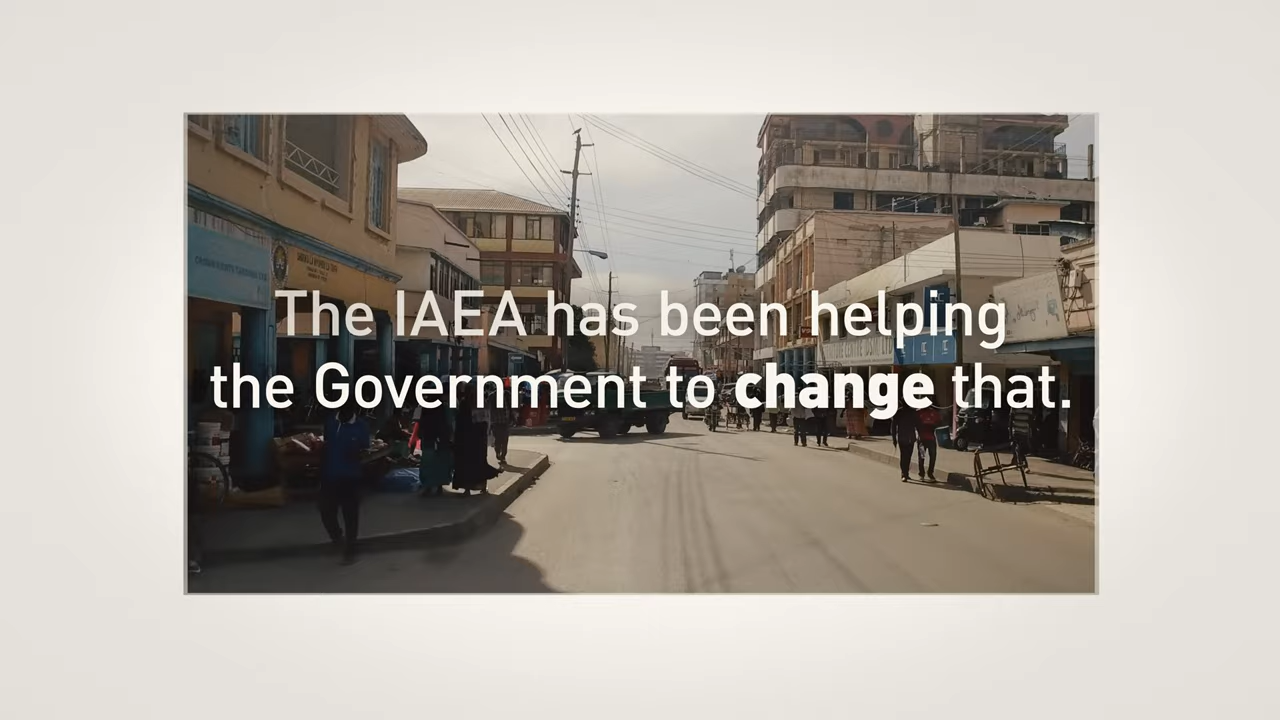 The IAEA has been helping
the Government to change that.